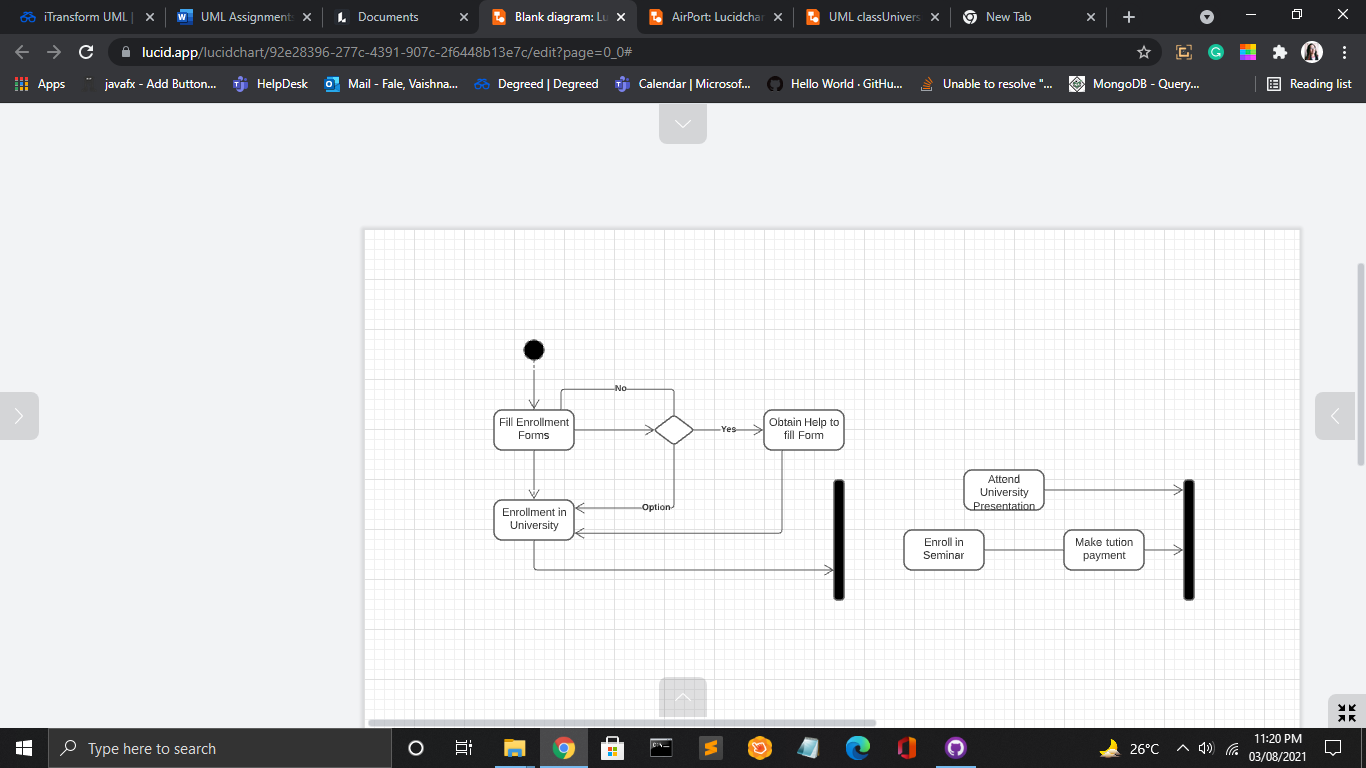 iTransform UML |
UML Assignment
Documents
Blank diagram: Lu
AirPort: Lucidchar
UML classUnivers
New Tab
lucid.app/lucidchart/92e28396-277c-4391-907c-2f6448b13e7c/edit?page=0_0#
Apps
javafx - Add Button...
HelpDesk
Mail - Fale, Vaishna...
Degreed | Degreed
Calendar | Microsof...
Hello World · GitHu...
Unable to resolve "...
MongoDB - Query...
Reading list
No
Fill Enrollment
Forms
Yes
Obtain Help to
fill Form
Option
Enrollment in
University
Attend
University
Presentation
Enroll in
Seminar
Make tution
payment
Type here to search
26°C
11:20 PM
03/08/2021